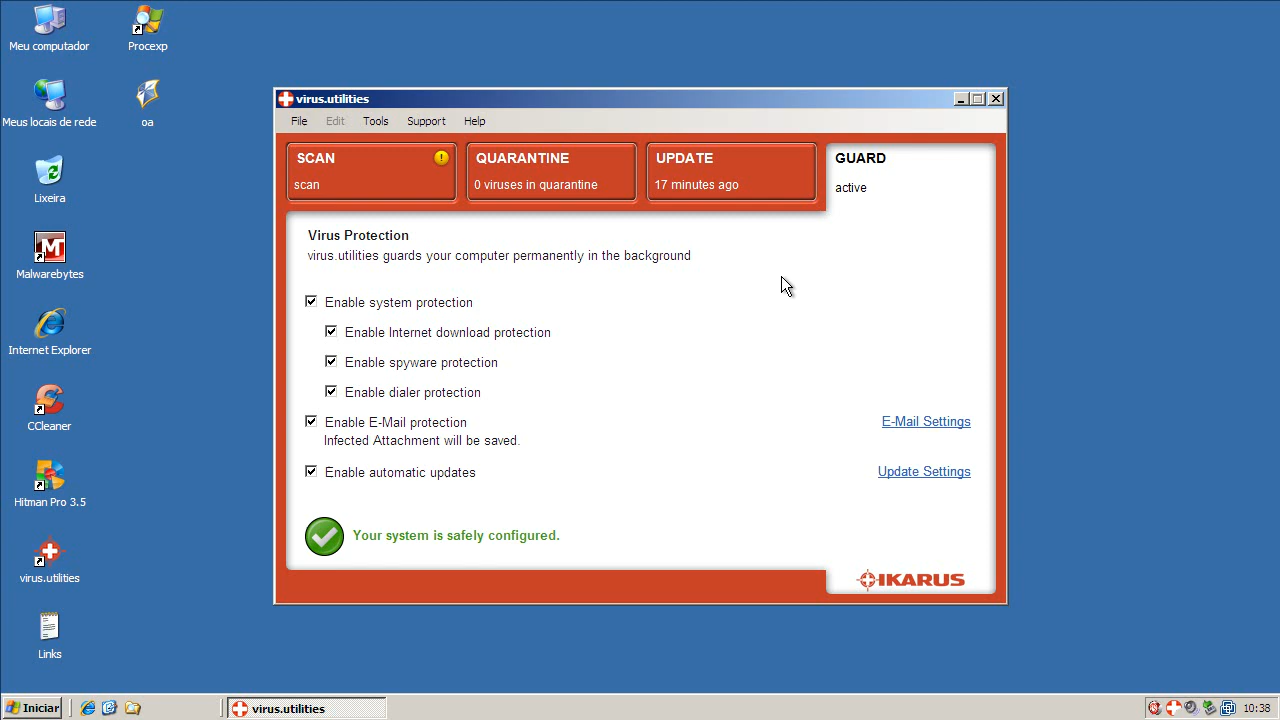 Meu computador
Procexp
Meus locais de rede
oa
Lixeira
Malwarebytes
Internet Explorer
CCleaner
Hitman Pro 3.5
virus.utilities
Links
virus.utilities
File Edit Tools Support Help
SCAN
!
scan
QUARANTINE
0 viruses in quarantine
UPDATE
17 minutes ago
GUARD
active
Virus Protection
virus.utilities guards your computer permanently in the background
Enable system protection
Enable Internet download protection
Enable spyware protection
Enable dialer protection
Enable E-Mail protection
E-Mail Settings
Infected Attachment will be saved.
Enable automatic updates
Update Settings
Your system is safely configured.
IKARUS
Iniciar
virus.utilities
10:38